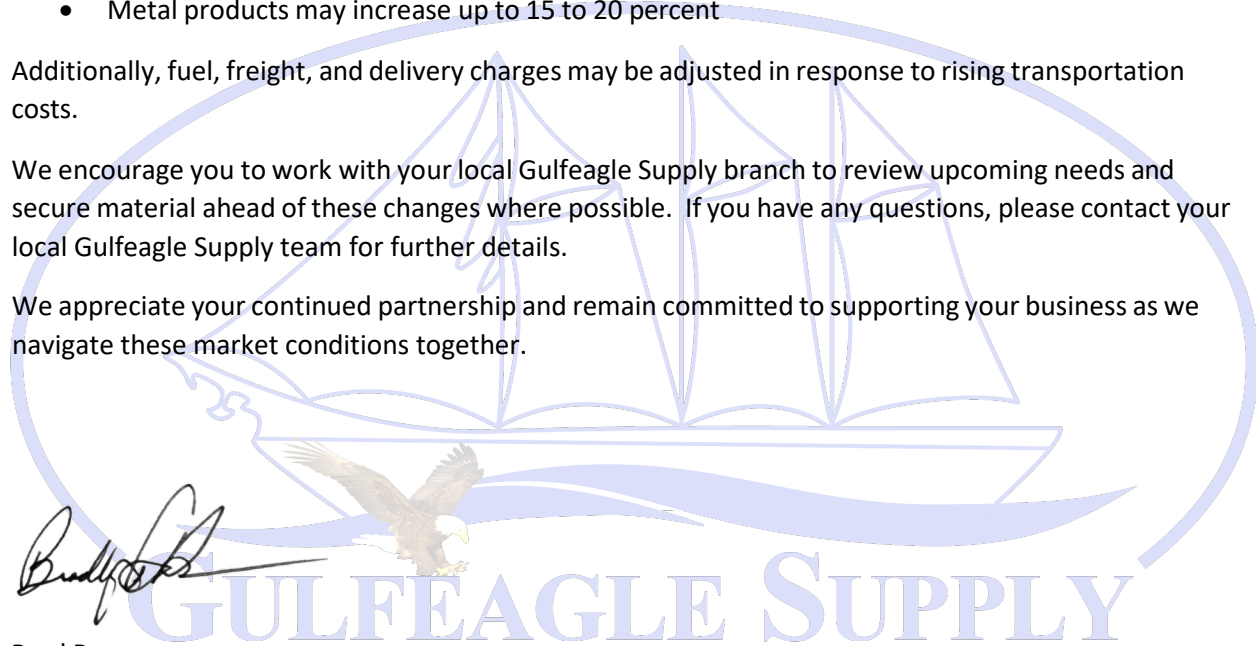 • Metal products may increase up to 15 to 20 percent
Additionally, fuel, freight, and delivery charges may be adjusted in response to rising transportation
costs.
We encourage you to work with your local Gulfeagle Supply branch to review upcoming needs and
secure material ahead of these changes where possible.  If you have any questions, please contact your
local Gulfeagle Supply team for further details.
We appreciate your continued partnership and remain committed to supporting your business as we
navigate these market conditions together.
GULFEAGLE SUPPLY